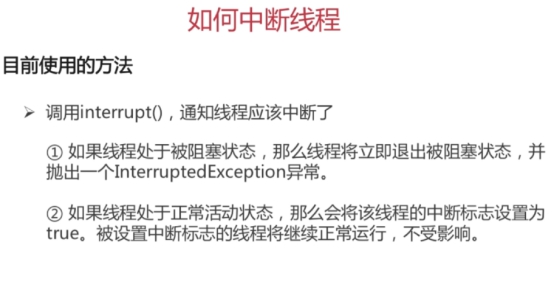 如何中断线程
目前使用的方法
➢ 调用interrupt()，通知线程应该中断了
① 如果线程处于被阻塞状态，那么线程将立即退出被阻塞状态，并
抛出一个InterruptedException异常。
② 如果线程处于正常活动状态，那么会将该线程的中断标志设置为
true。被设置中断标志的线程将继续正常运行，不受影响。